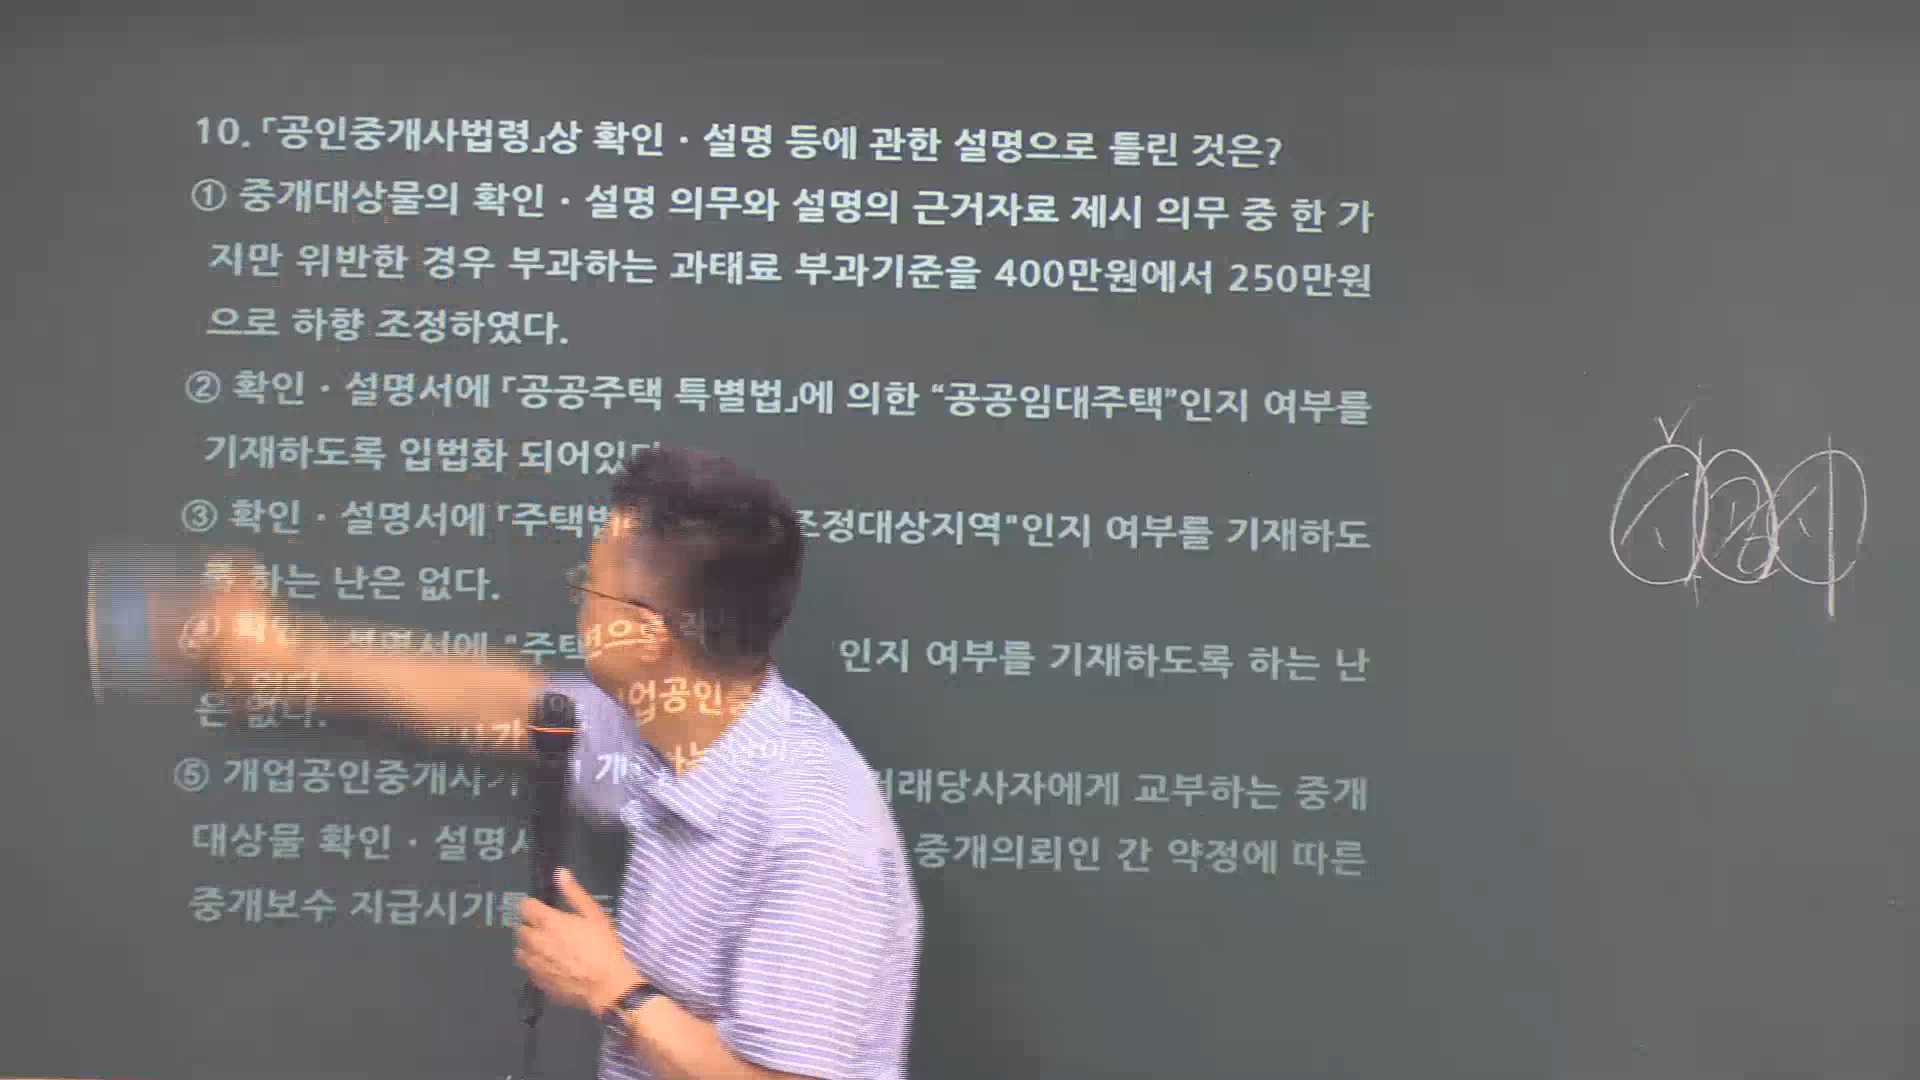 10. 「공인중개사법령」상 확인 · 설명 등에 관한 설명으로 틀린 것은?
① 중개대상물의 확인 · 설명 의무와 설명의 근거자료 제시 의무 중 한 가
지만 위반한 경우 부과하는 과태료 부과기준을 400만원에서 250만원
으로 하향 조정하였다.
② 확인 · 설명서에 「공공주택 특별법」에 의한 “공공임대주택”인지 여부를
기재하도록 입법화 되어있
③ 확인 · 설명서에 「주택법 조정대상지역"인지 여부를 기재하도
록 하는 난은 없다.
④ 설명서에 "주택 인지 여부를 기재하도록 하는 난
은 없다.
⑤ 개업공인중개사가 거래당사자에게 교부하는 중개
대상물 확인 · 설명서 중개의뢰인 간 약정에 따른
중개보수 지급시기를